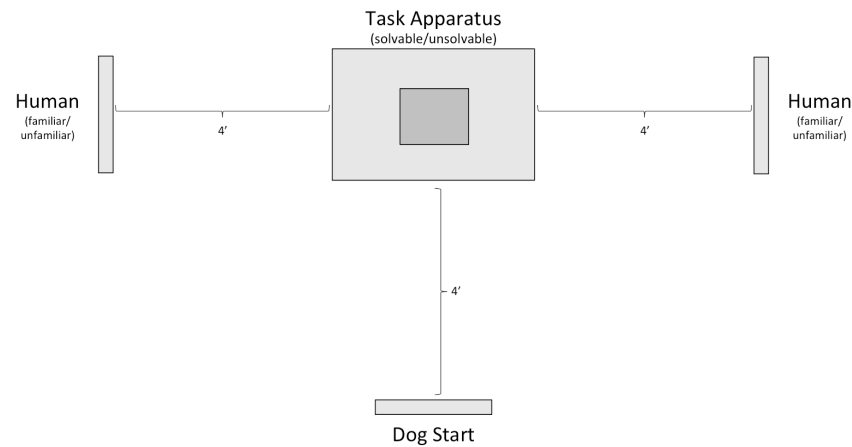 Task Apparatus
(solvable/unsolvable)
Human
(familiar/
unfamiliar)
4’
4’
Human
(familiar/
unfamiliar)
4’
Dog Start